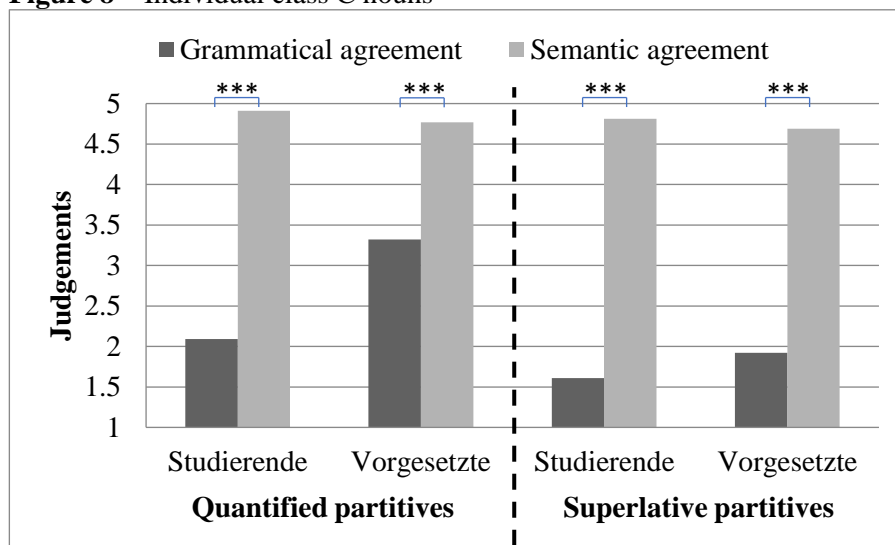 Figure 8 Individual class C nouns
Grammatical agreement Semantic agreement
*** *** *** ***
5
4.5
4
3.5
3
2.5
2
1.5
1
Judgements
Studierende Vorgesetzte Studierende Vorgesetzte
Quantified partitives Superlative partitives